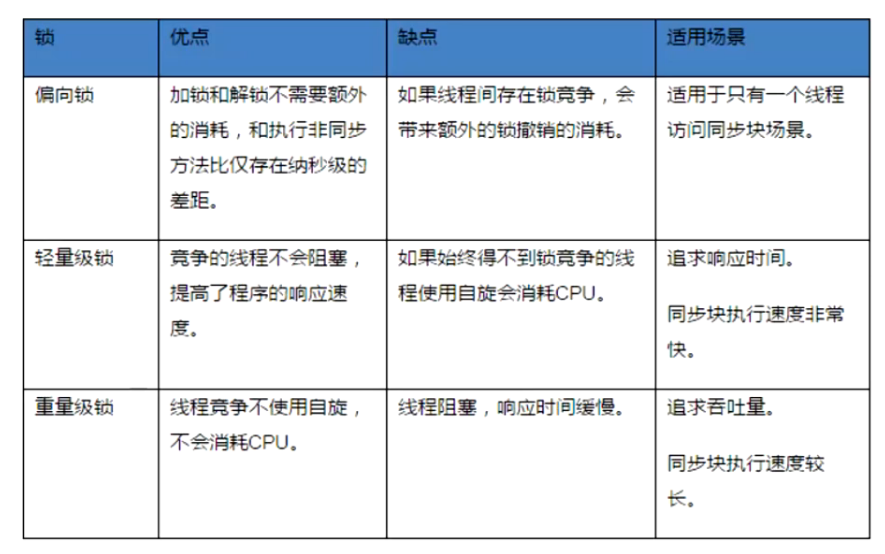 锁
优点
缺点
适用场景
偏向锁
加锁和解锁不需要额外
的消耗，和执行非同步
方法比仅存在纳秒级的
差距。
如果线程间存在锁竞争，会
带来额外的锁撤销的消耗。
适用于只有一个线程
访问同步块场景。
轻量级锁
竞争的线程不会阻塞，
提高了程序的响应速
度。
如果始终得不到锁竞争的线
程使用自旋会消耗CPU。
追求响应时间。
同步块执行速度非常
快。
重量级锁
线程竞争不使用自旋，
不会消耗CPU。
线程阻塞，响应时间缓慢。
追求吞吐量。
同步块执行速度较
长。